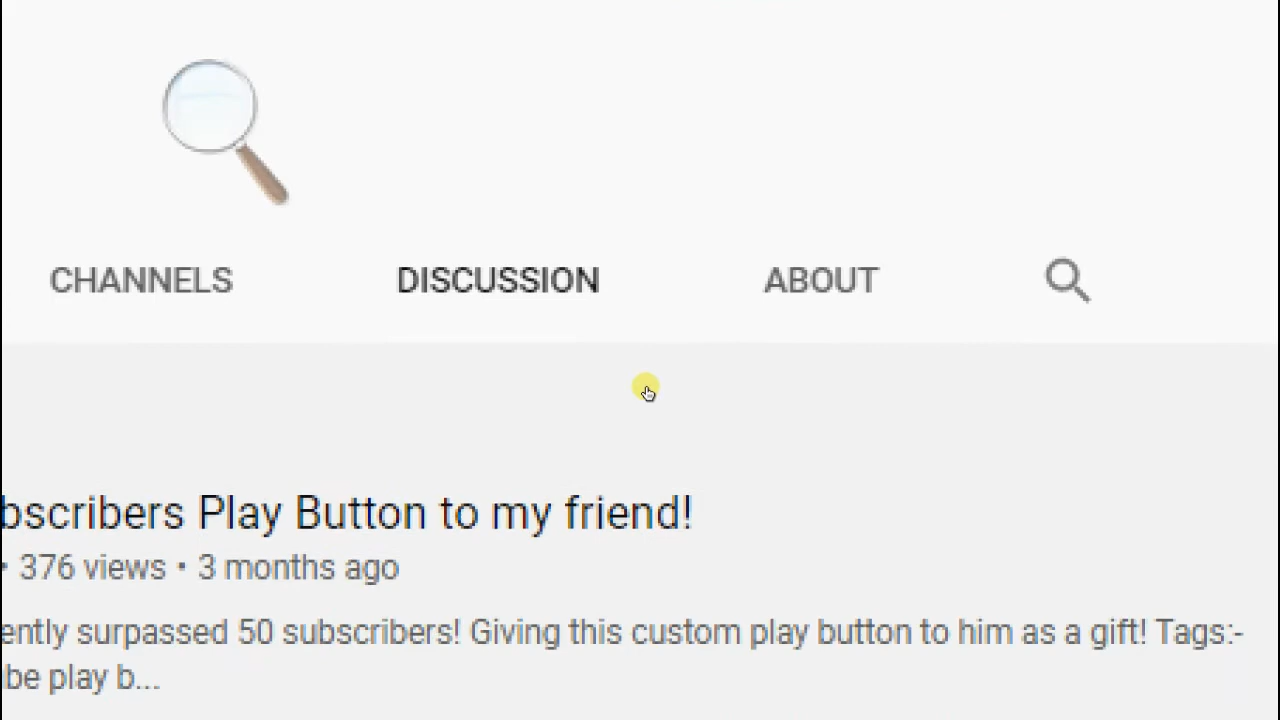 CHANNELS DISCUSSION ABOUT
bscribers Play Button to my friend!
• 376 views • 3 months ago
ently surpassed 50 subscribers! Giving this custom play button to him as a gift! Tags:-
be play b...